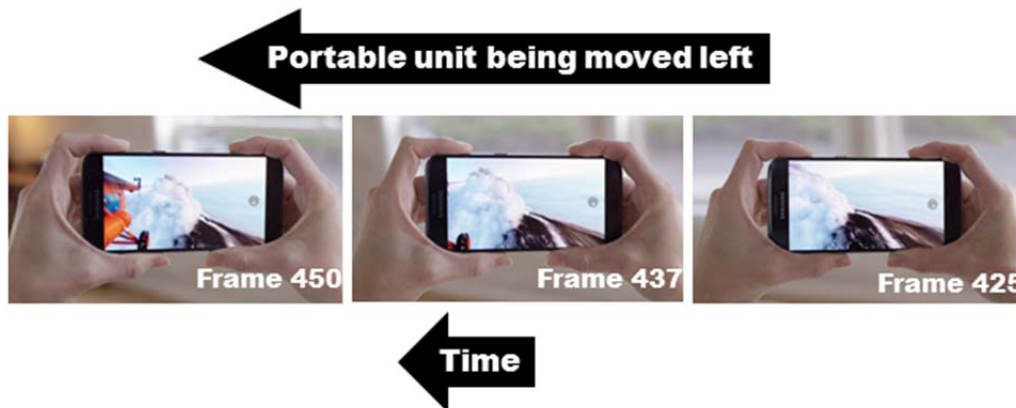 Portable unit being moved left
Frame 450
Frame 437
Frame 425
Time